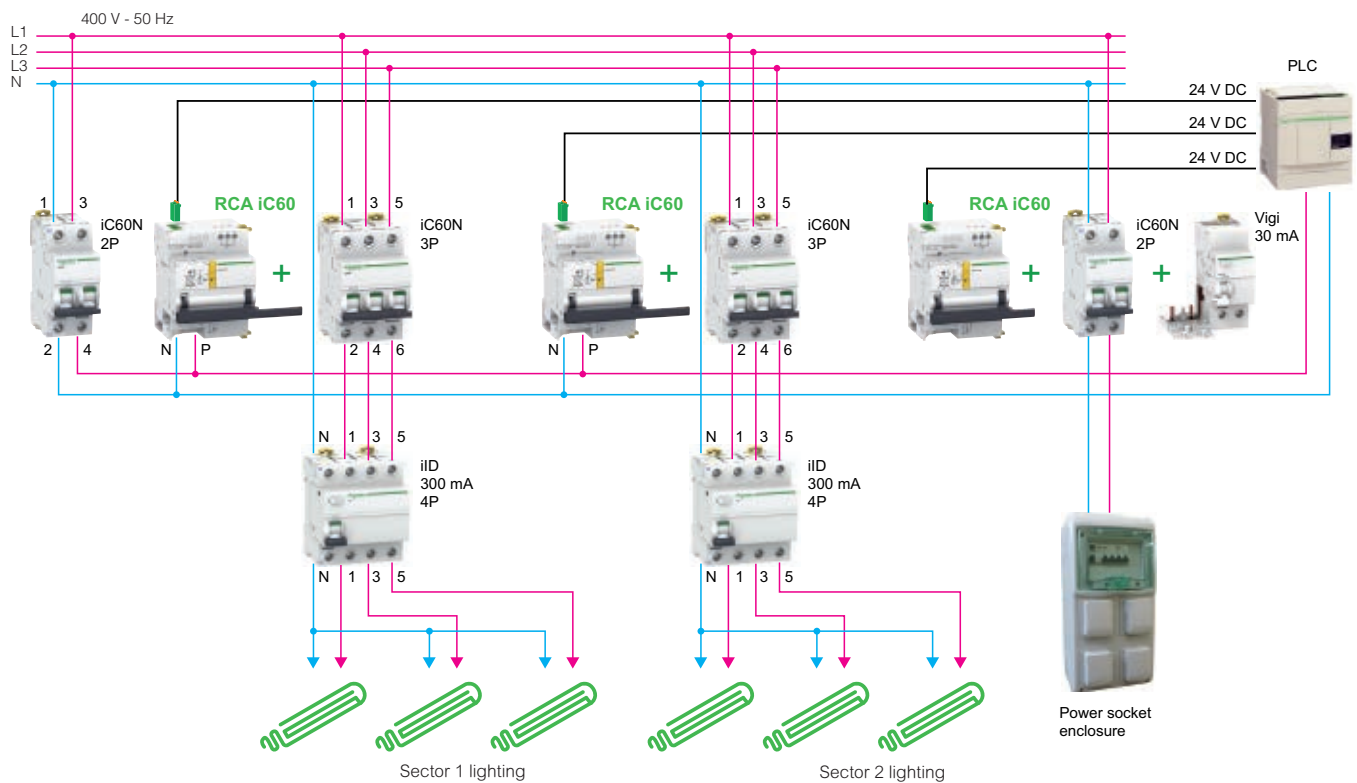 400 V - 50 Hz
L1
L2
L3
N
PLC
24 V DC
24 V DC
24 V DC
1 3
iC60N
2P
RCA iC60
+
1 3 5
iC60N
3P
RCA iC60
+
1 3 5
iC60N
3P
RCA iC60
+
iC60N
2P
+
Vigi
30 mA
2 4
N P
2 4 6
N P
2 4 6
N 1 3 5
iID
300 mA
4P
N 1 3 5
iID
300 mA
4P
N 1 3 5
N 1 3 5
Power socket
enclosure
Sector 1 lighting
Sector 2 lighting